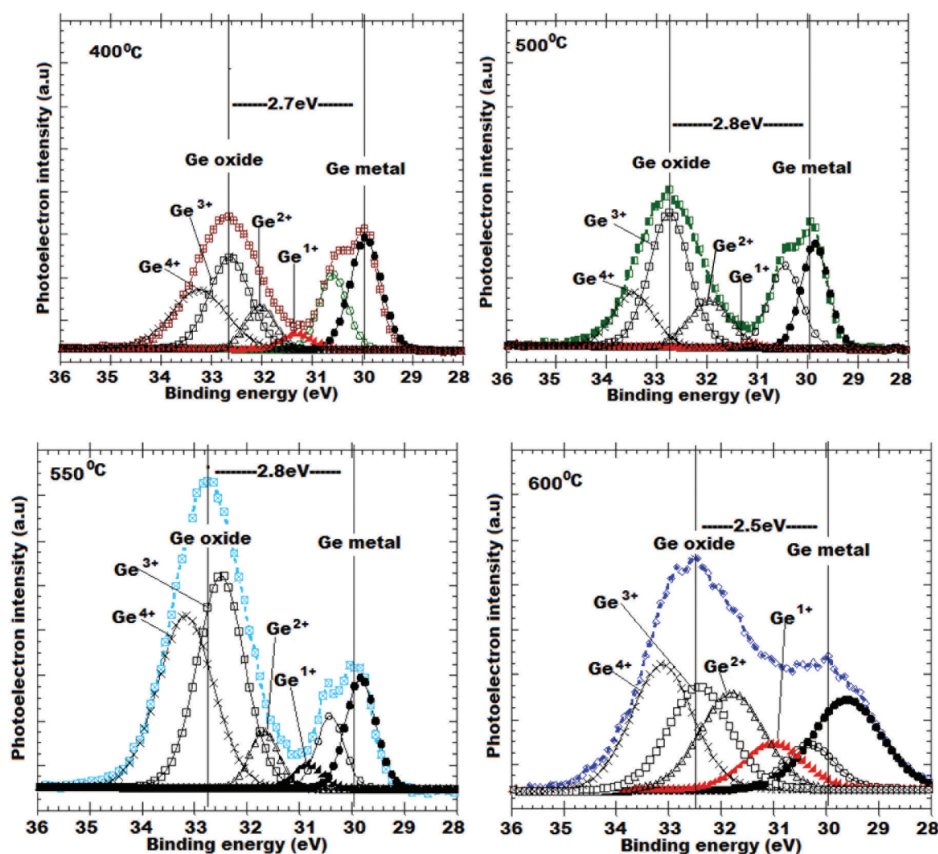 400⁰C
-------2.7eV-------
Ge oxide
Ge metal
Ge³⁺
Ge²⁺
Ge¹⁺
Ge⁴⁺
Photoelectron intensity (a.u)
36 35 34 33 32 31 30 29 28
Binding energy (eV)
500⁰C
--------2.8eV--------
Ge oxide
Ge metal
Ge³⁺
Ge²⁺
Ge¹⁺
Ge⁴⁺
Photoelectron intensity (a.u)
36 35 34 33 32 31 30 29 28
Binding energy (eV)
550⁰C
--------2.8eV------
Ge oxide
Ge metal
Ge³⁺
Ge⁴⁺
Ge²⁺
Ge¹⁺
Photoelectron intensity (a.u)
36 35 34 33 32 31 30 29 28
Binding energy (eV)
600⁰C
------2.5eV------
Ge oxide
Ge metal
Ge³⁺
Ge¹⁺
Ge⁴⁺
Ge²⁺
Photoelectron intensity (a.u)
36 35 34 33 32 31 30 29 28
Binding energy (eV)